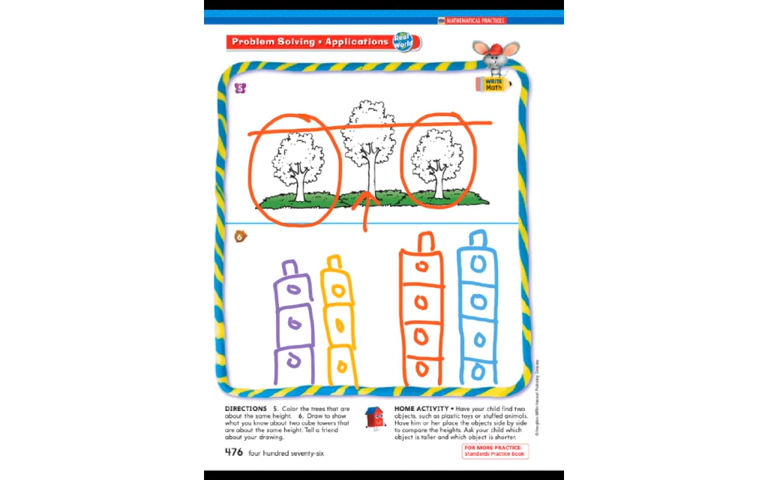 MATHEMATICAL PRACTICES
Problem Solving • Applications
Real World
WRITE Math
5
6
DIRECTIONS 5. Color the trees that are
about the same height. 6. Draw to show
what you know about two cube towers that
are about the same height. Tell a friend
about your drawing.
HOME ACTIVITY • Have your child find two
objects, such as plastic toys or stuffed animals.
Have him or her place the objects side by side
to compare the heights. Ask your child which
object is taller and which object is shorter.
FOR MORE PRACTICE:
Standards Practice Book
476 four hundred seventy-six